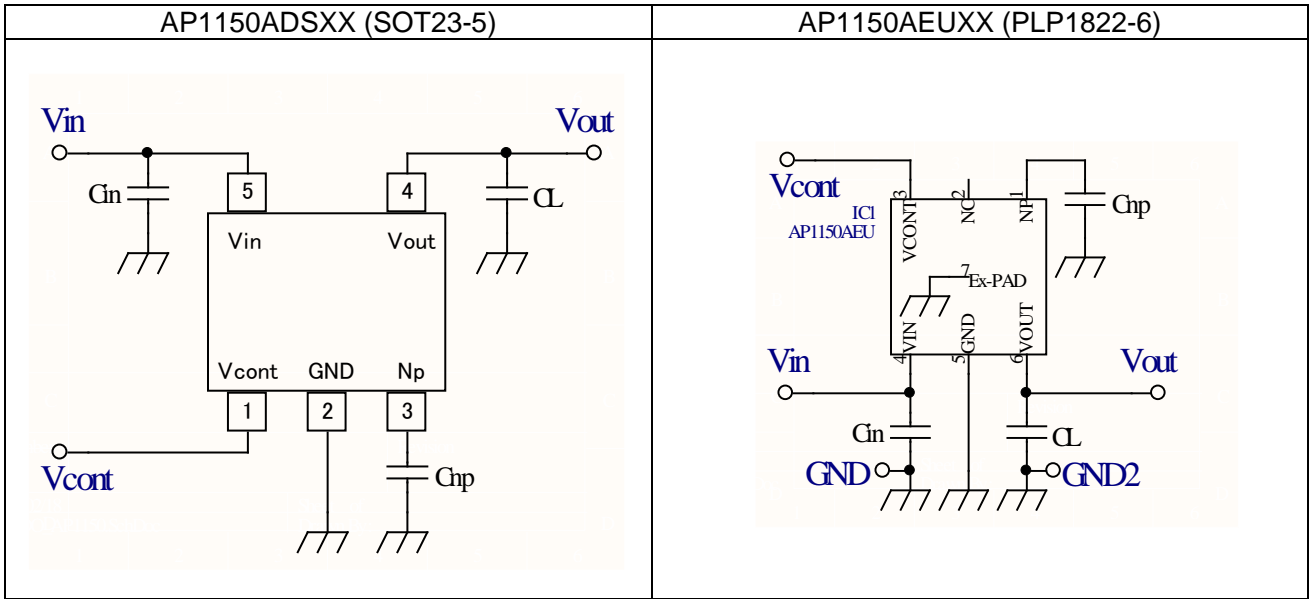 AP1150ADSXX (SOT23-5)
AP1150AEUXX (PLP1822-6)
Vin
Vout
Cin
5
4
CL
Vin
Vout
Vcont
GND
Np
1
2
3
Vcont
Cnp
Vcont
3
2
1
IC1
AP1150AEU
VCONT
NC
NP
Cnp
7
Ex-PAD
VIN
GND
VOUT
4
5
6
Vin
Vout
Cin
CL
GND
GND2